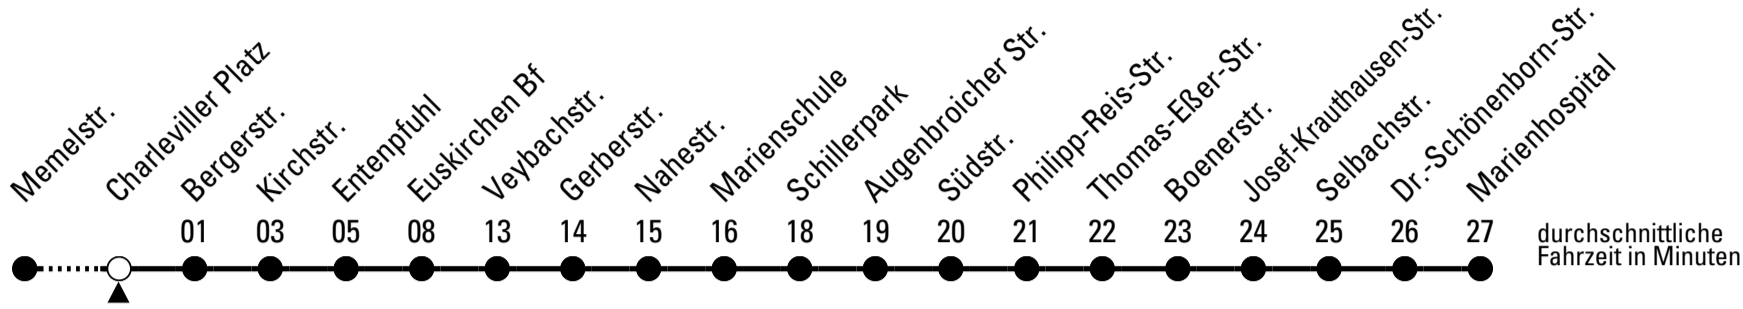 Memelstr.
Charleviller Platz
Bergerstr.
Kirchstr.
Entenpfuhl
Euskirchen Bf
Veybachstr.
Gerberstr.
Nahestr.
Marienschule
Schillerpark
Augenbroicher Str.
Südstr.
Philipp-Reis-Str.
Thomas-Eßer-Str.
Boenerstr.
Josef-Krauthausen-Str.
Selbachstr.
Dr.-Schönenborn-Str.
Marienhospital
01 03 05 08 13 14 15 16 18 19 20 21 22 23 24 25 26 27
durchschnittliche
Fahrzeit in Minuten